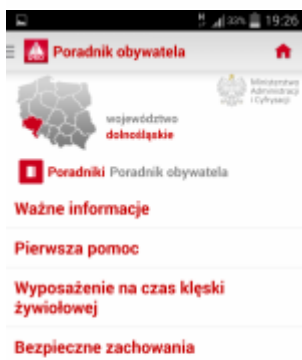 H 33% 19:26
Poradnik obywatela
Ministerstwo
Administracji
i Cyfryzacji
województwo
dolnośląskie
Poradniki Poradnik obywatela
Ważne informacje
Pierwsza pomoc
Wyposażenie na czas klęski
żywiołowej
Bezpieczne zachowania